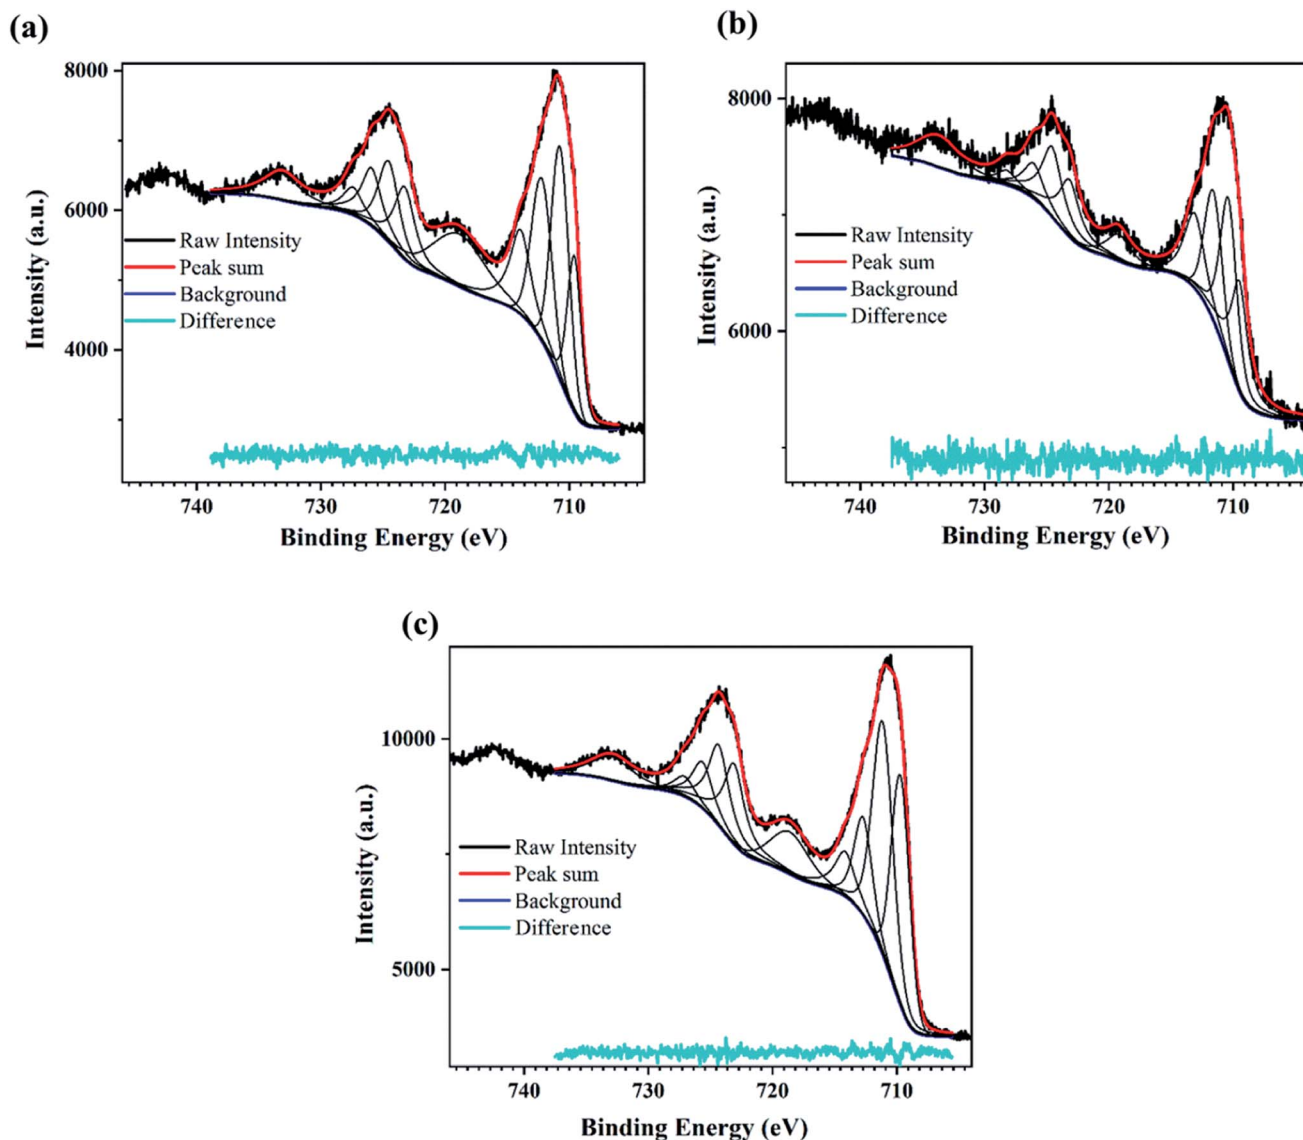 (a)
8000
6000
4000
Intensity (a.u.)
Raw Intensity
Peak sum
Background
Difference
740 730 720 710
Binding Energy (eV)
(b)
8000
6000
Intensity (a.u.)
Raw Intensity
Peak sum
Background
Difference
740 730 720 710
Binding Energy (eV)
(c)
10000
5000
Intensity (a.u.)
Raw Intensity
Peak sum
Background
Difference
740 730 720 710
Binding Energy (eV)